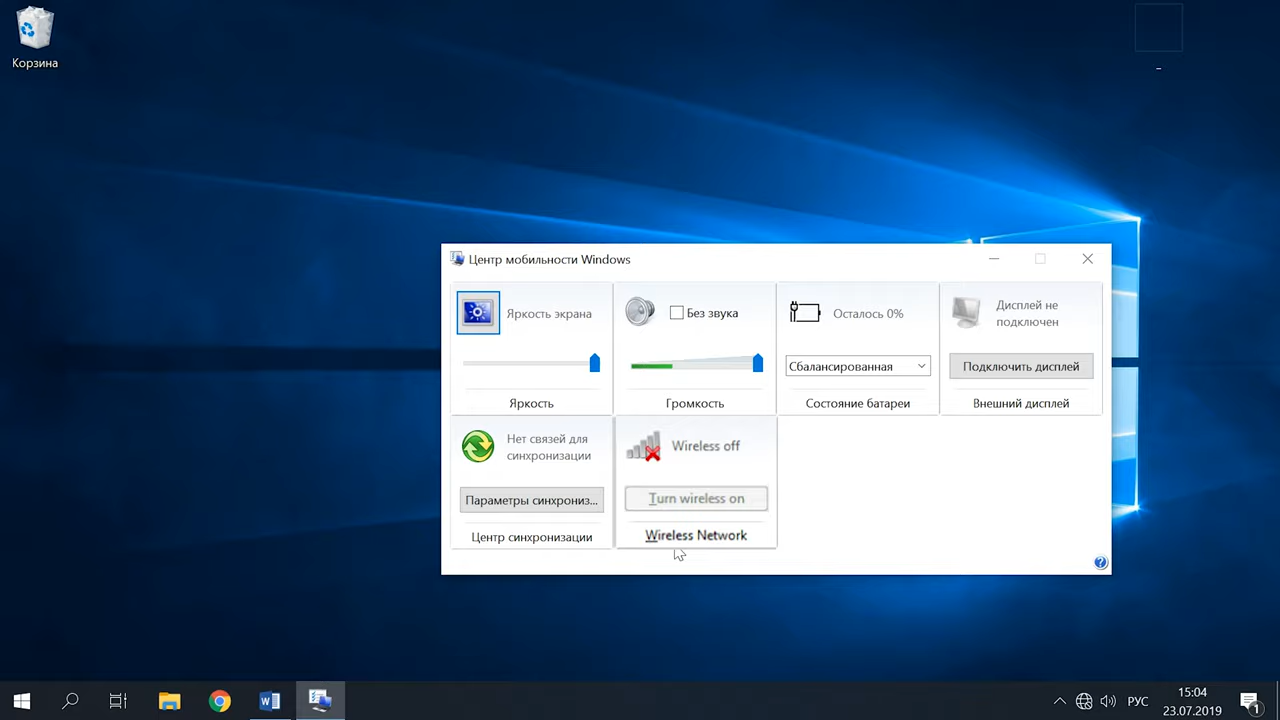 Корзина
Центр мобильности Windows
Яркость экрана
Яркость
Без звука
Громкость
Осталось 0%
Сбалансированная
Состояние батареи
Дисплей не
подключен
Подключить дисплей
Внешний дисплей
Нет связей для
синхронизации
Параметры синхрониз...
Центр синхронизации
Wireless off
Turn wireless on
Wireless Network
РУС
15:04
23.07.2019
1